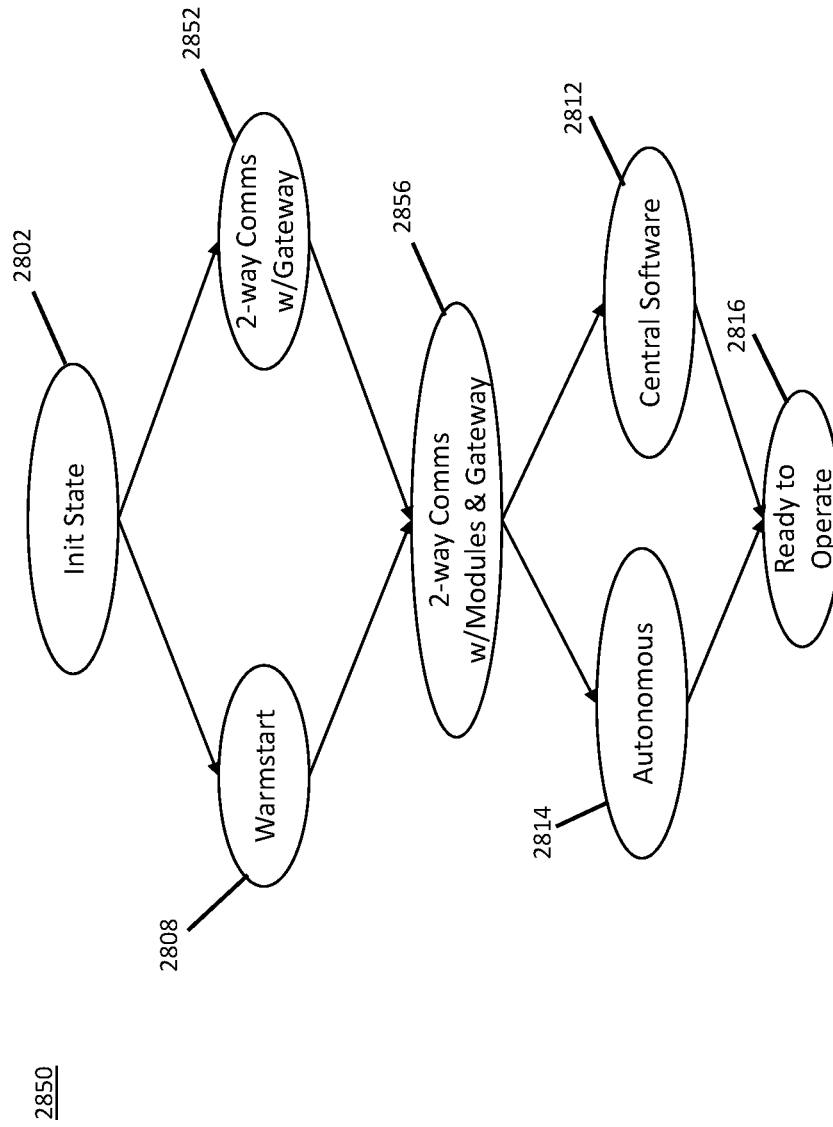 2850
2802
Init State
2808
Warmstart
2852
2-way Comms
w/Gateway
2856
2-way Comms
w/Modules & Gateway
2814
Autonomous
2812
Central Software
2816
Ready to
Operate